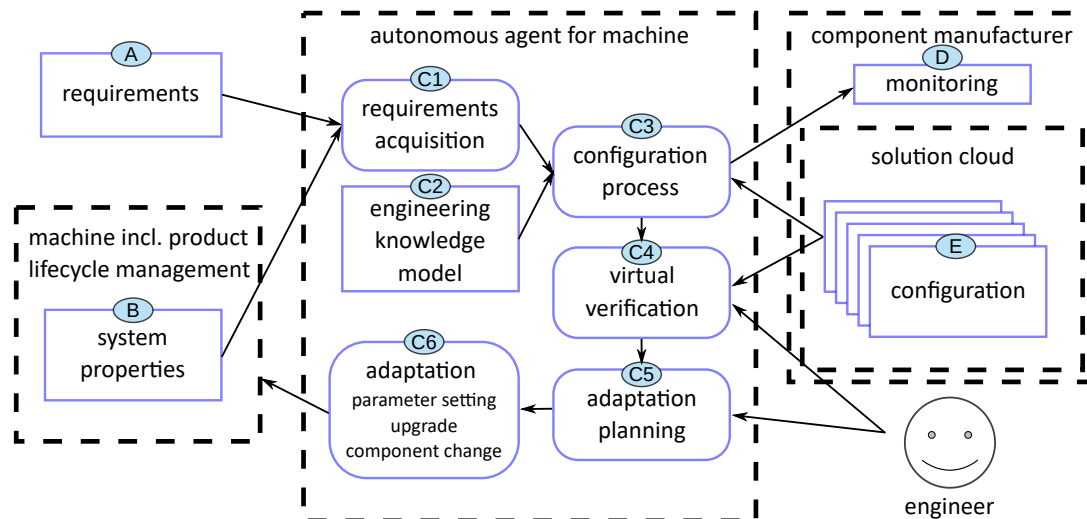 A
requirements
machine incl. product
lifecycle management
B
system
properties
autonomous agent for machine
C1
requirements
acquisition
C2
engineering
knowledge
model
C3
configuration
process
C4
virtual
verification
C5
adaptation
planning
C6
adaptation
parameter setting
upgrade
component change
component manufacturer
D
monitoring
solution cloud
E
configuration
engineer